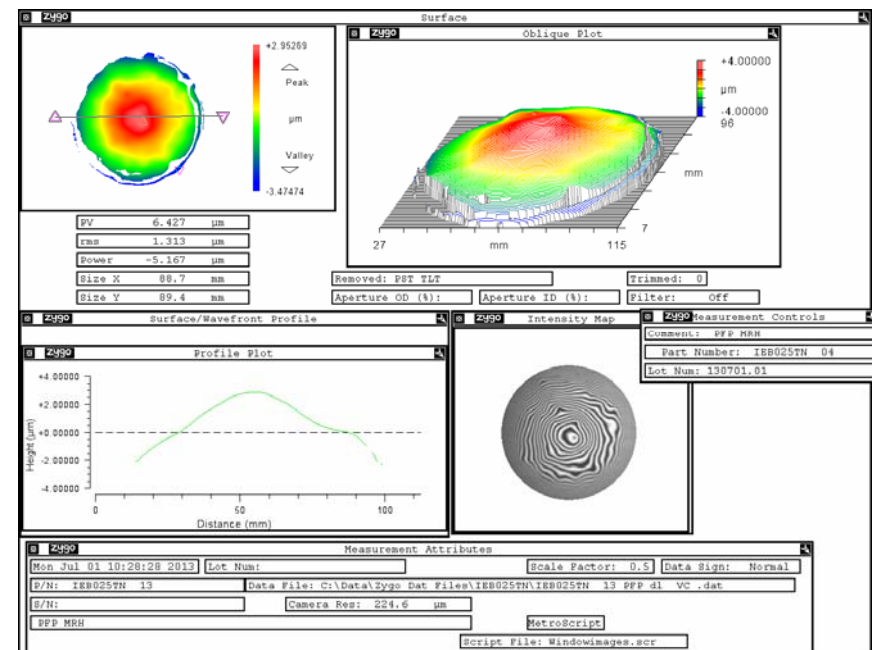 zygo Surface
+2.95269
Peak
µm
Valley
-3.47474
PV 6.427 µm
rms 1.313 µm
Power -5.167 µm
Size X 88.7 mm
Size Y 89.4 mm
zygo Oblique Plot
+4.00000
µm
-4.00000
96
mm
7
27 mm 115
Removed: PST TLT Trimmed: 0
Aperture OD (%): Aperture ID (%): Filter: Off
zygo Surface/Wavefront Profile
zygo Profile Plot
+4.00000
+2.00000
+0.00000
-2.00000
-4.00000
Height (µm)
0 50 100
Distance (mm)
zygo Intensity Map
zygo Measurement Controls
Comment: PFP MRH
Part Number: IEB025TN 04
Lot Num: 130701.01
zygo Measurement Attributes
Mon Jul 01 10:28:28 2013 Lot Num: Scale Factor: 0.5 Data Sign: Normal
P/N: IEB025TN 13 Data File: C:\Data\Zygo Dat Files\IEB025TN\IEB025TN 13 PFP dl VC .dat
S/N: Camera Res: 224.6 µm
PFP MRH MetroScript
Script File: Windowimages.scr